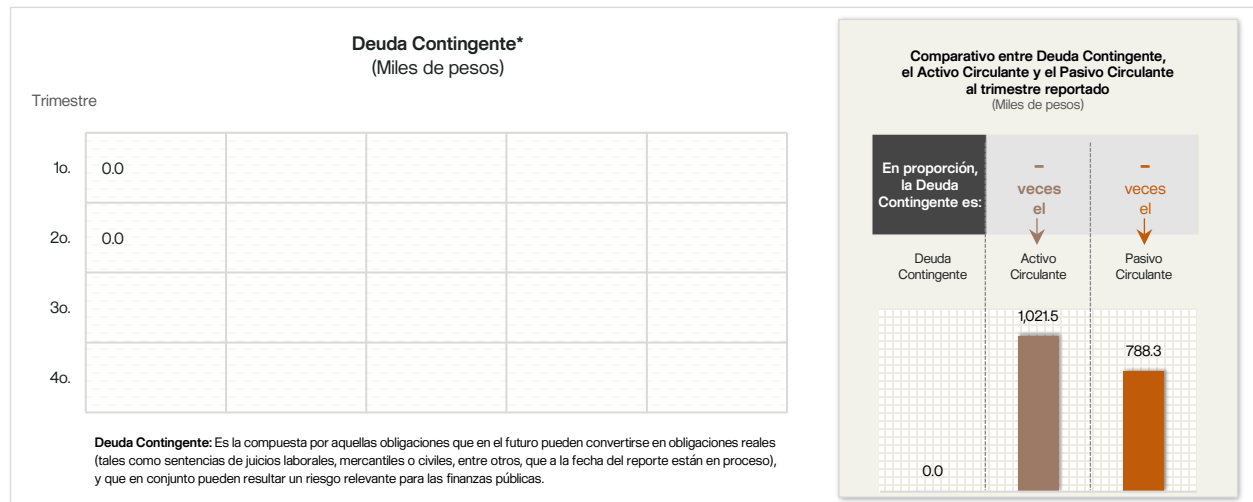 Deuda Contingente*
(Miles de pesos)
Trimestre
1o. 0.0
2o. 0.0
3o.
4o.
Deuda Contingente: Es la compuesta por aquellas obligaciones que en el futuro pueden convertirse en obligaciones reales
(tales como sentencias de juicios laborales, mercantiles o civiles, entre otros, que a la fecha del reporte están en proceso),
y que en conjunto pueden resultar un riesgo relevante para las finanzas públicas.
Comparativo entre Deuda Contingente,
el Activo Circulante y el Pasivo Circulante
al trimestre reportado
(Miles de pesos)
En proporción,
la Deuda
Contingente es:
–
veces
el
–
veces
el
Deuda
Contingente
Activo
Circulante
Pasivo
Circulante
1,021.5
788.3
0.0